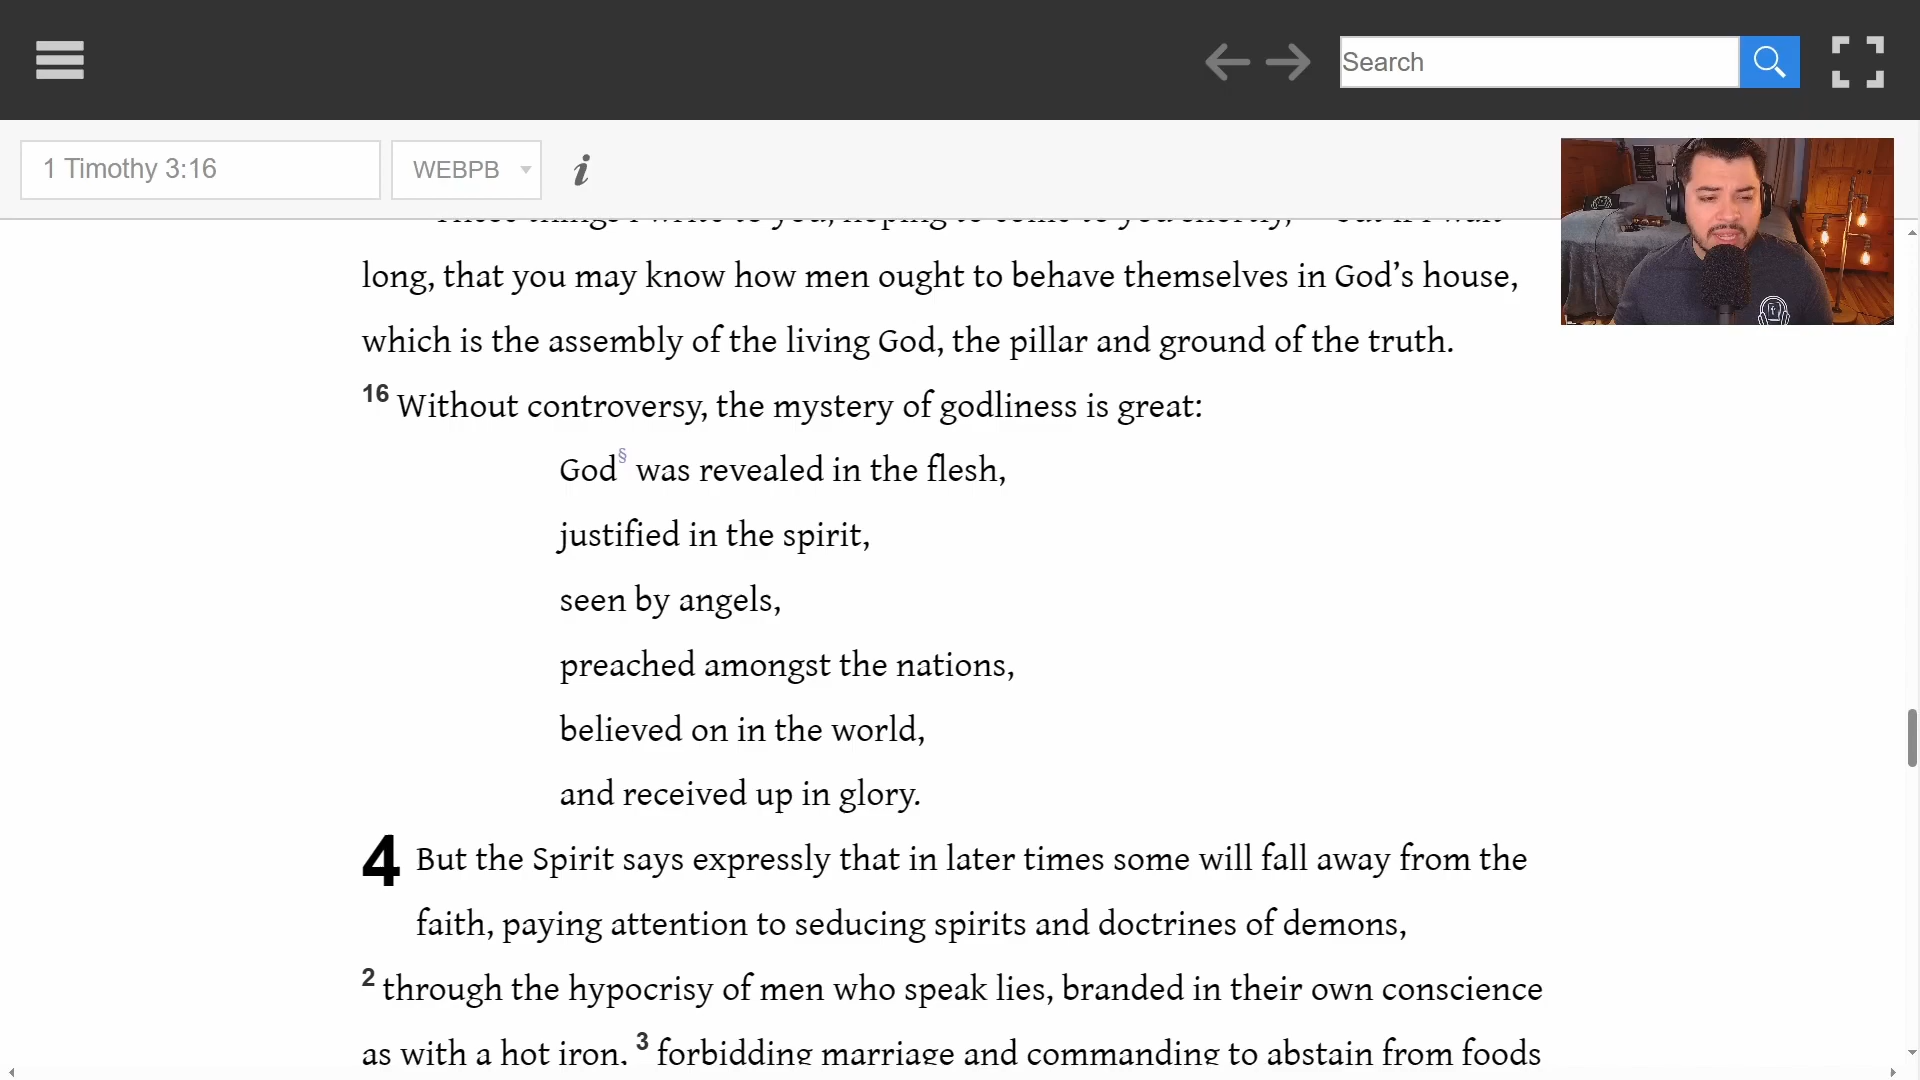 Search
1 Timothy 3:16
WEBPB
long, that you may know how men ought to behave themselves in God’s house,
which is the assembly of the living God, the pillar and ground of the truth.
16 Without controversy, the mystery of godliness is great:
God§ was revealed in the flesh,
justified in the spirit,
seen by angels,
preached amongst the nations,
believed on in the world,
and received up in glory.
4 But the Spirit says expressly that in later times some will fall away from the
faith, paying attention to seducing spirits and doctrines of demons,
2 through the hypocrisy of men who speak lies, branded in their own conscience
as with a hot iron, 3 forbidding marriage and commanding to abstain from foods